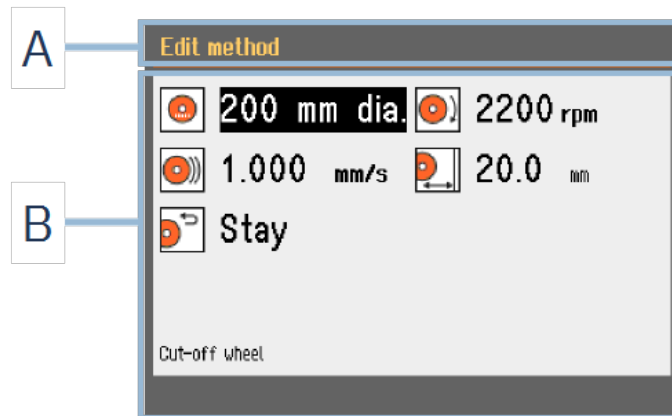 A
Edit method
200 mm dia. 2200 rpm
1.000 mm/s 20.0 mm
B
Stay
Cut-off wheel